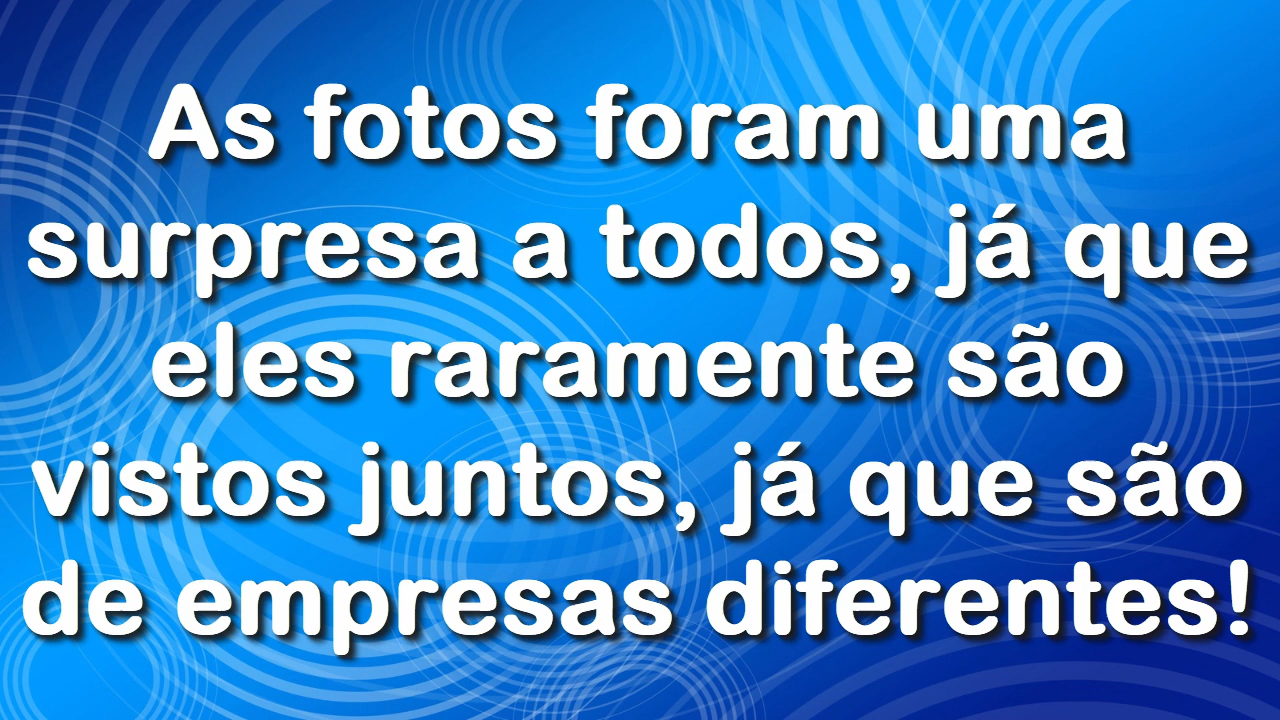 As fotos foram uma
surpresa a todos, já que
eles raramente são
vistos juntos, já que são
de empresas diferentes!